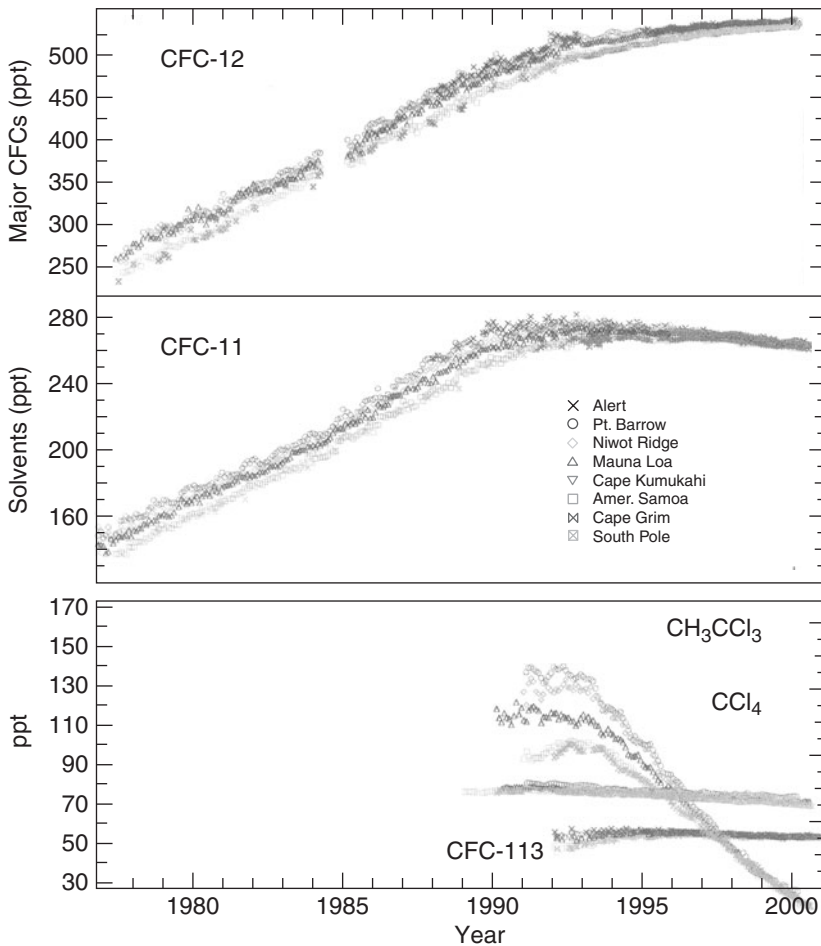 Major CFCs (ppt)
500
450
400
350
300
250
CFC-12
Solvents (ppt)
280
240
200
160
CFC-11
Alert
Pt. Barrow
Niwot Ridge
Mauna Loa
Cape Kumukahi
Amer. Samoa
Cape Grim
South Pole
ppt
170
150
130
110
90
70
50
30
CH₃CCl₃
CCl₄
CFC-113
1980
1985
1990
1995
2000
Year